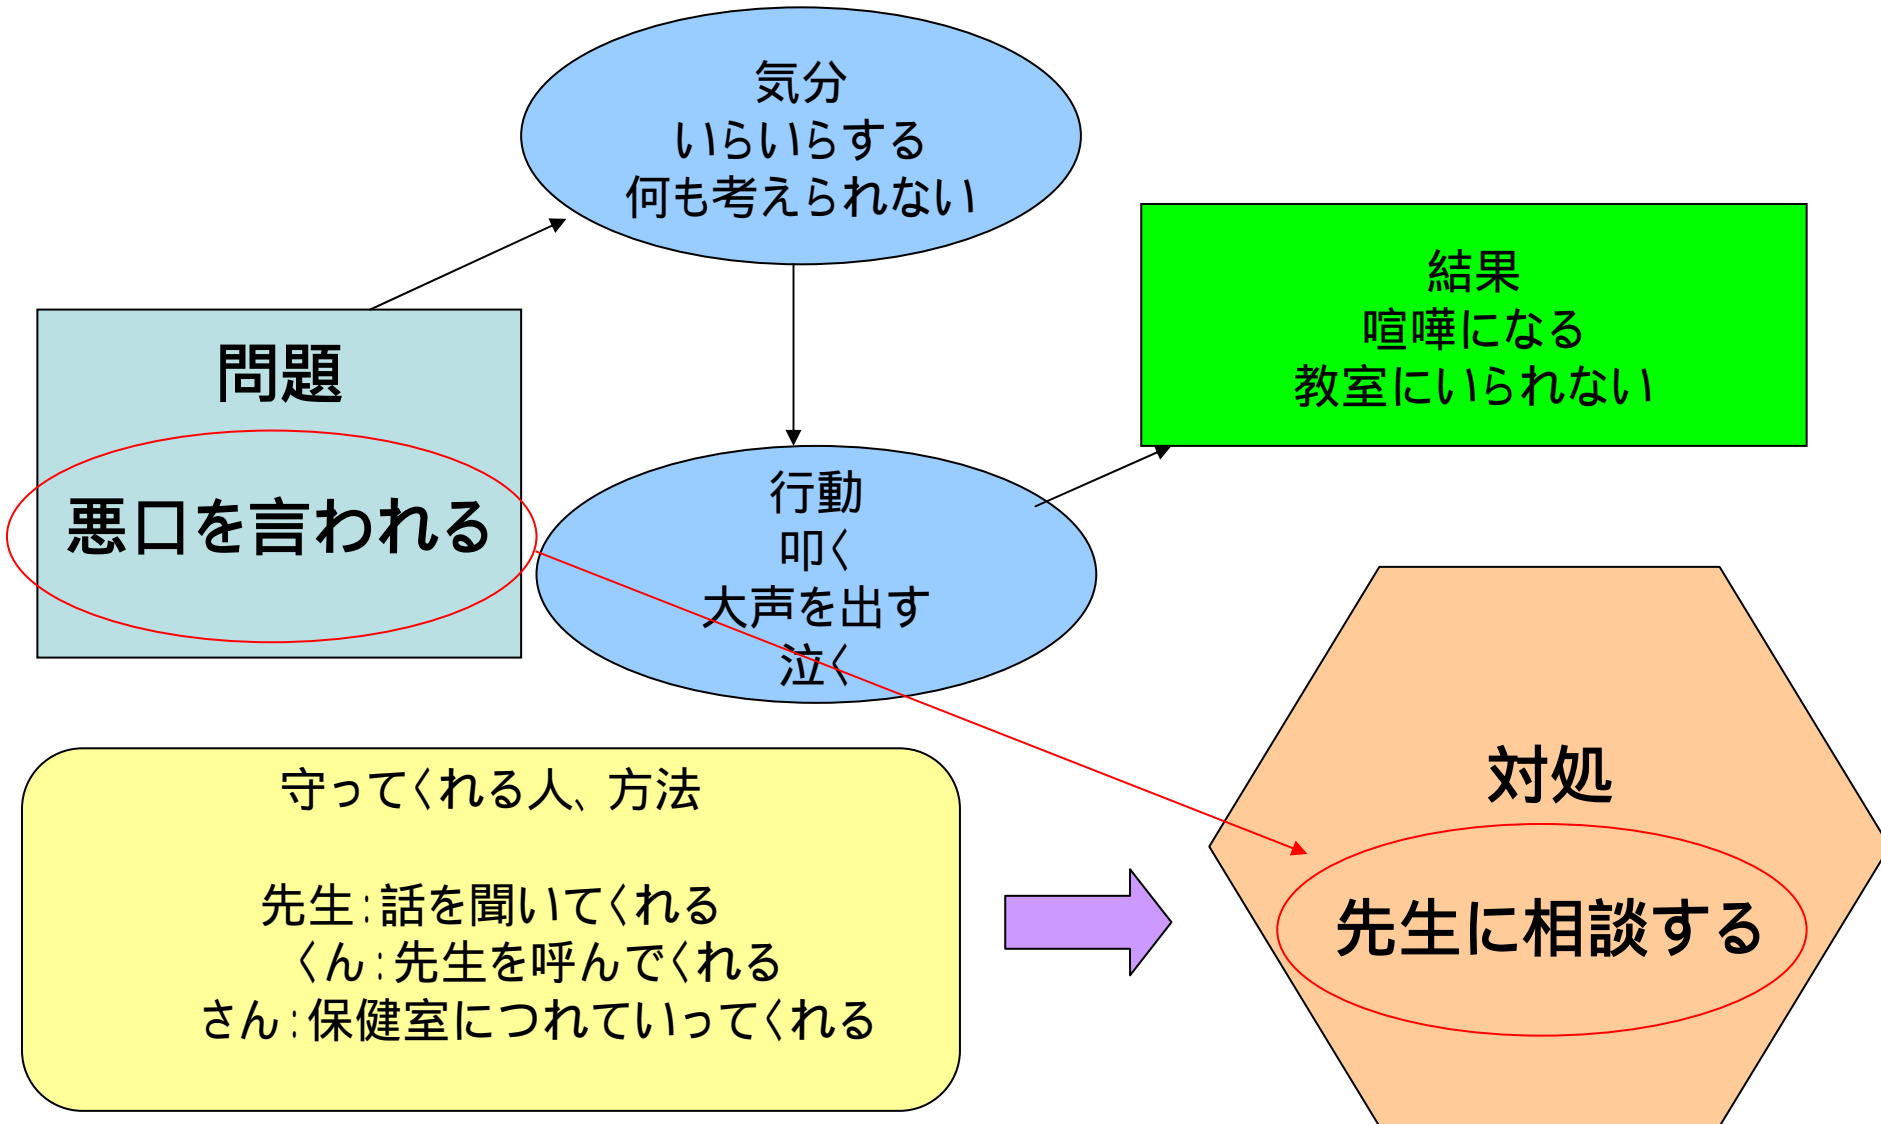 気分
いらいらする
何も考えられない
問題
悪口を言われる
行動
叩く
大声を出す
泣く
結果
喧嘩になる
教室にいられない
守ってくれる人、方法
先生:話を聞いてくれる
くん:先生を呼んでくれる
さん:保健室につれていってくれる
対処
先生に相談する